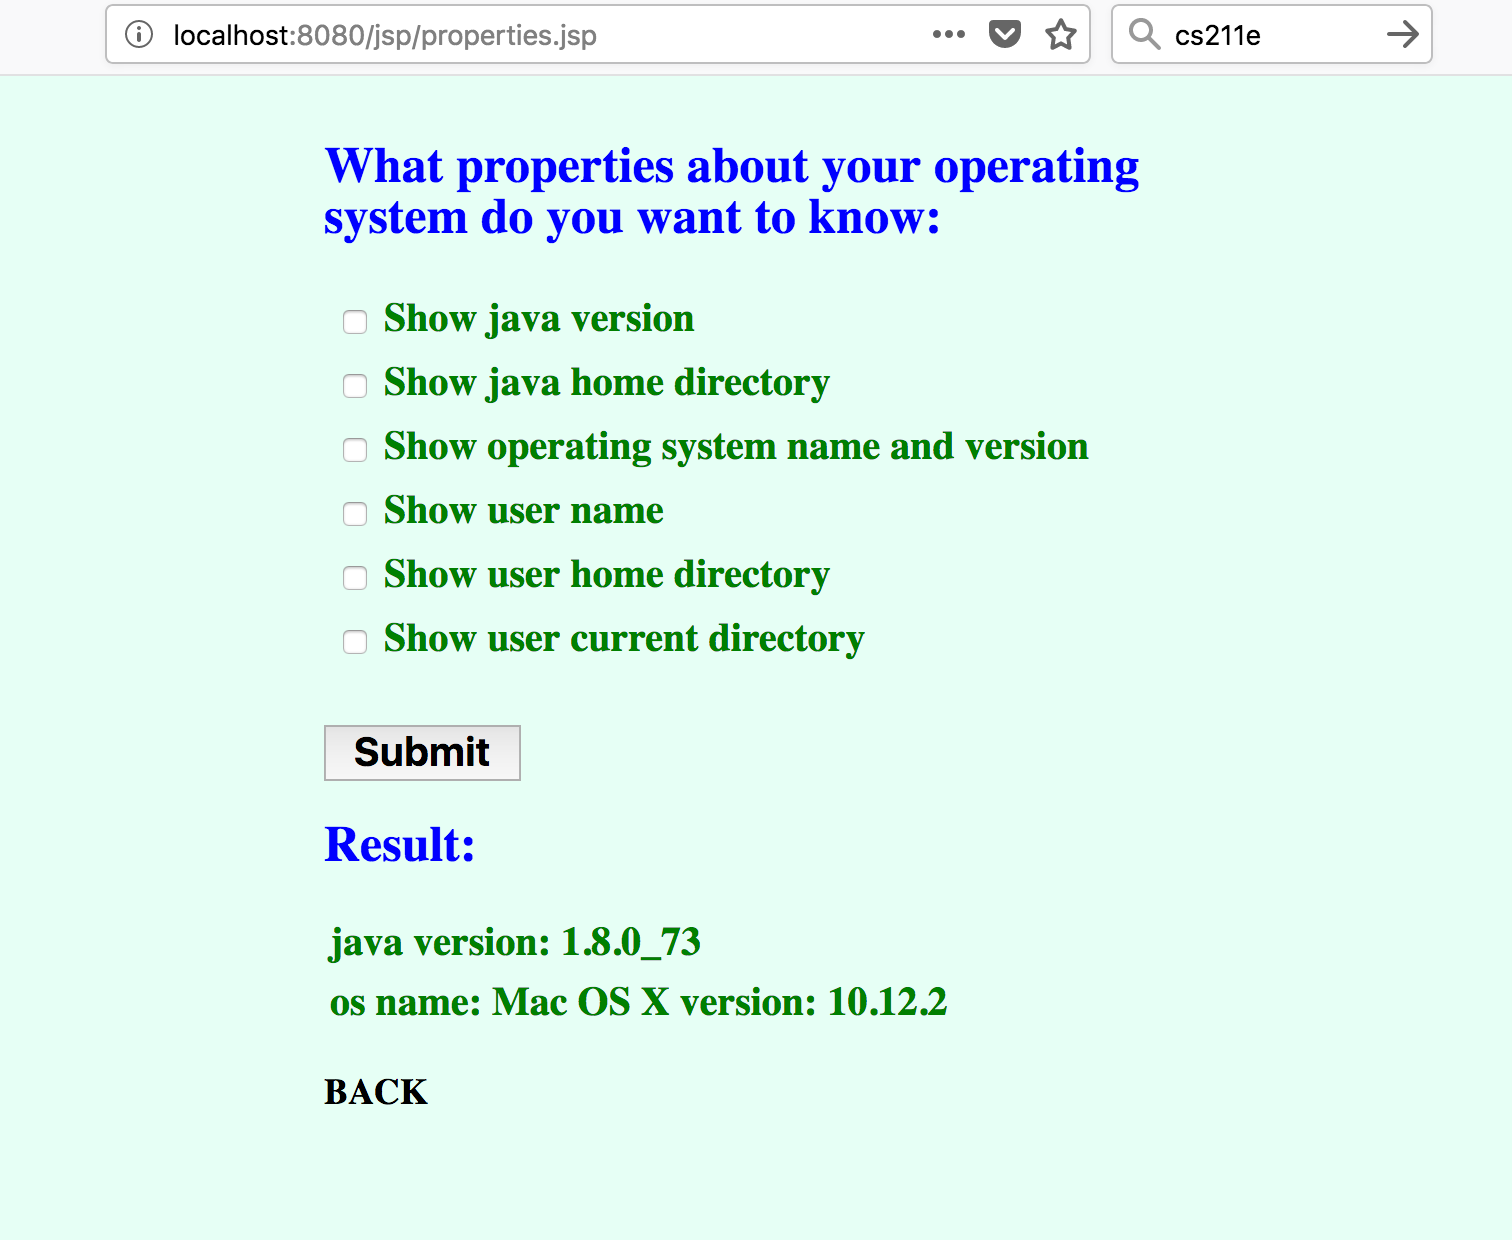 localhost:8080/jsp/properties.jsp
cs211e
What properties about your operating
system do you want to know:
Show java version
Show java home directory
Show operating system name and version
Show user name
Show user home directory
Show user current directory
Submit
Result:
java version: 1.8.0_73
os name: Mac OS X version: 10.12.2
BACK